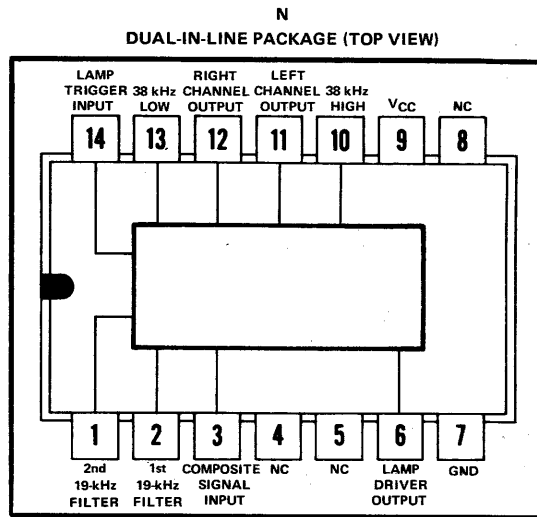 N
DUAL-IN-LINE PACKAGE (TOP VIEW)
LAMP
TRIGGER
INPUT
38 kHz
LOW
RIGHT
CHANNEL
OUTPUT
LEFT
CHANNEL
OUTPUT
38 kHz
HIGH
VCC
NC
14
13
12
11
10
9
8
1
2
3
4
5
6
7
2nd
19-kHz
FILTER
1st
19-kHz
FILTER
COMPOSITE
SIGNAL
INPUT
NC
NC
LAMP
DRIVER
OUTPUT
GND